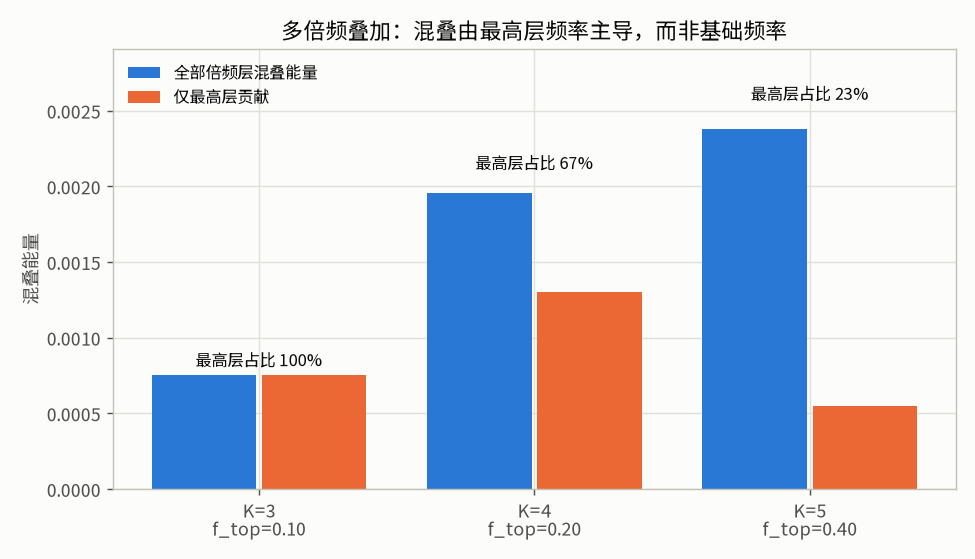 多倍频叠加：混叠由最高层频率主导，而非基础频率
全部倍频层混叠能量
仅最高层贡献
最高层占比 100%
最高层占比 67%
最高层占比 23%
混叠能量
0.0025
0.0020
0.0015
0.0010
0.0005
0.0000
K=3
f_top=0.10
K=4
f_top=0.20
K=5
f_top=0.40